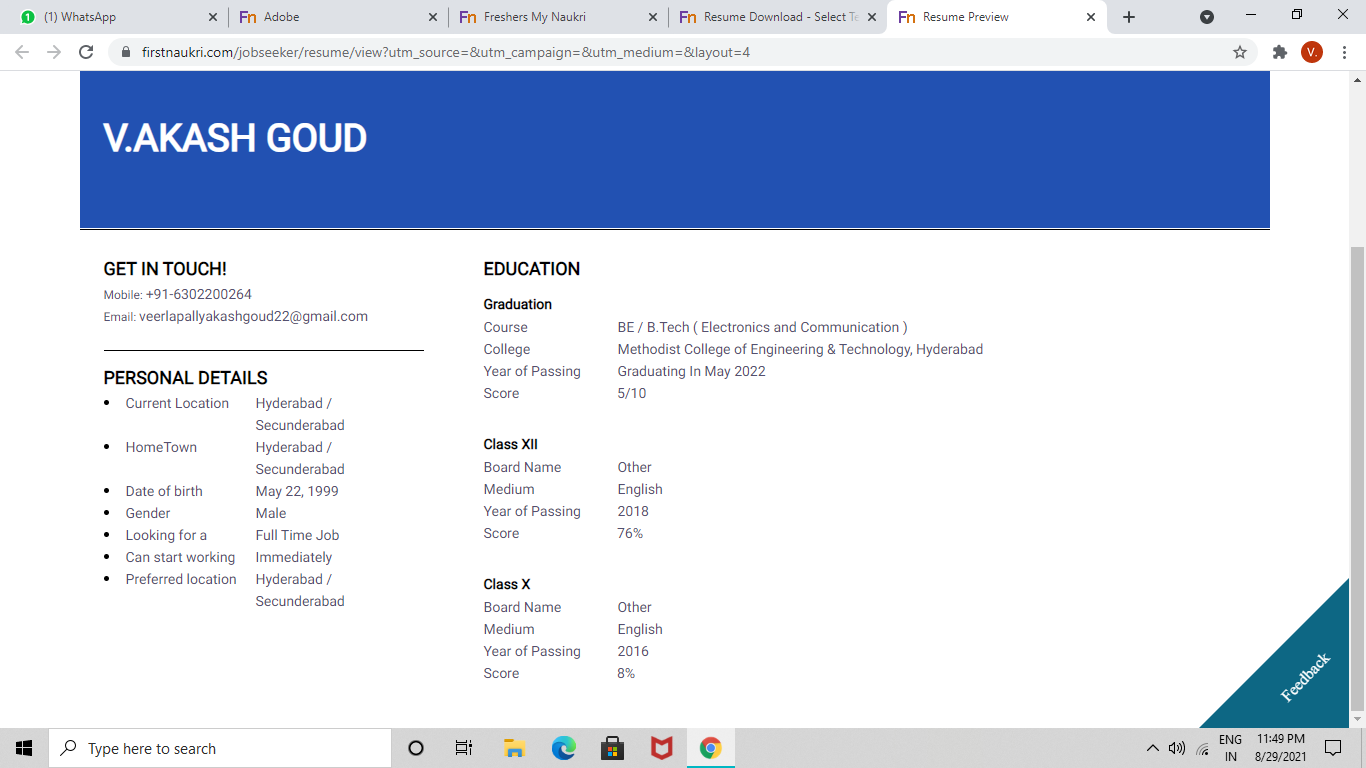 (1) WhatsApp
Adobe
Freshers My Naukri
Resume Download - Select Te
Resume Preview
firstnaukri.com/jobseeker/resume/view?utm_source=&utm_campaign=&utm_medium=&layout=4
V.
V.AKASH GOUD
GET IN TOUCH!
Mobile: +91-6302200264
Email: veerlapallyakashgoud22@gmail.com
PERSONAL DETAILS
Current Location Hyderabad /
Secunderabad
HomeTown Hyderabad /
Secunderabad
Date of birth May 22, 1999
Gender Male
Looking for a Full Time Job
Can start working Immediately
Preferred location Hyderabad /
Secunderabad
EDUCATION
Graduation
Course BE / B.Tech ( Electronics and Communication )
College Methodist College of Engineering & Technology, Hyderabad
Year of Passing Graduating In May 2022
Score 5/10
Class XII
Board Name Other
Medium English
Year of Passing 2018
Score 76%
Class X
Board Name Other
Medium English
Year of Passing 2016
Score 8%
Feedback
Type here to search
ENG
IN
11:49 PM
8/29/2021